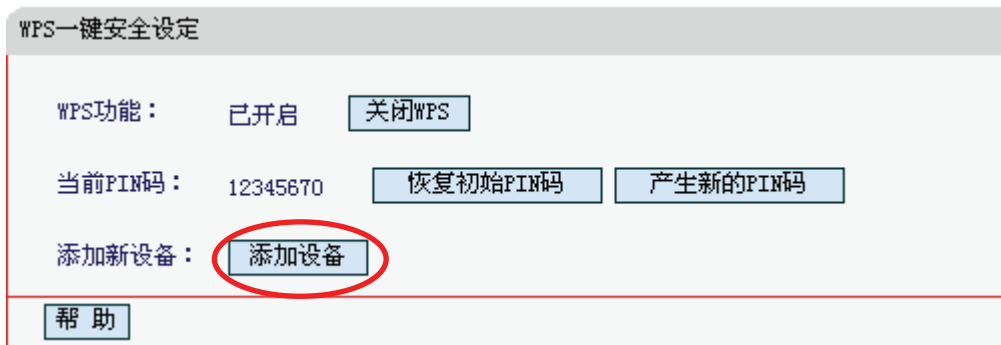 WPS一键安全设定
WPS功能： 已开启 关闭WPS
当前PIN码： 12345670 恢复初始PIN码 产生新的PIN码
添加新设备： 添加设备
帮 助